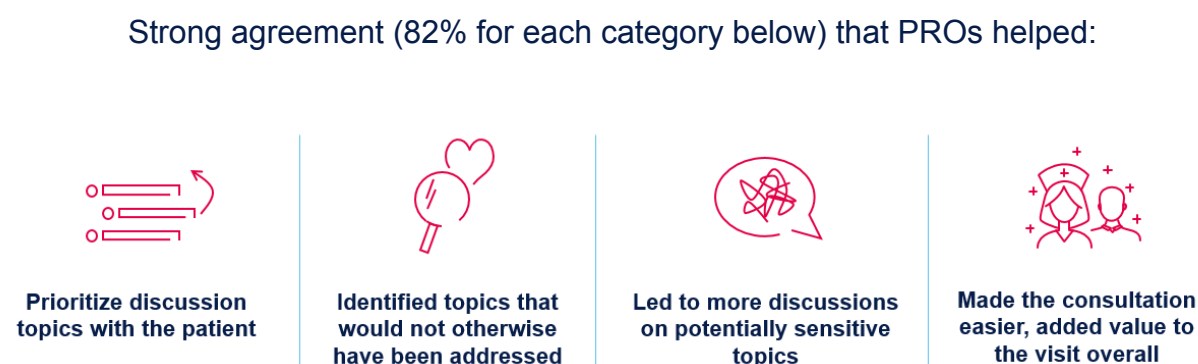 Strong agreement (82% for each category below) that PROs helped:
Prioritize discussion
topics with the patient
Identified topics that
would not otherwise
have been addressed
Led to more discussions
on potentially sensitive
topics
Made the consultation
easier, added value to
the visit overall